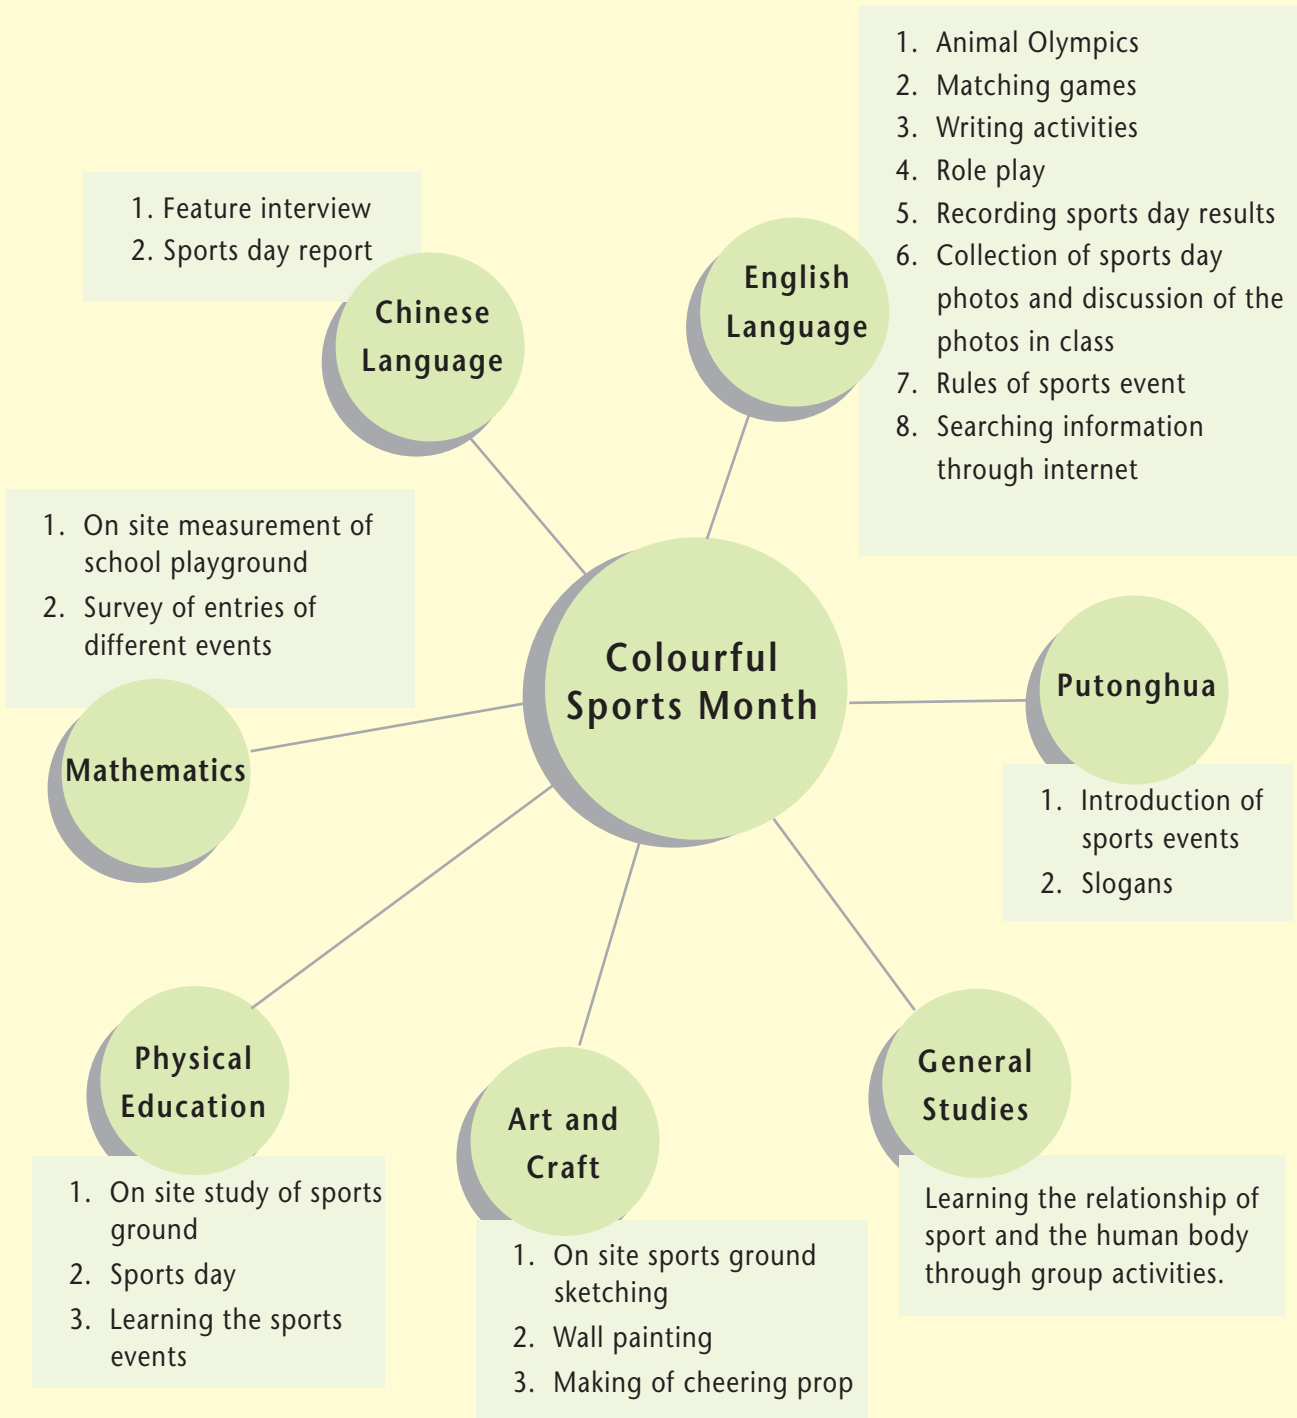 1. Animal Olympics
2. Matching games
3. Writing activities
4. Role play
5. Recording sports day results
6. Collection of sports day
photos and discussion of the
photos in class
7. Rules of sports event
8. Searching information
through internet
English
Language
1. Feature interview
2. Sports day report
Chinese
Language
1. On site measurement of
school playground
2. Survey of entries of
different events
Mathematics
Colourful
Sports Month
Putonghua
1. Introduction of
sports events
2. Slogans
Physical
Education
1. On site study of sports
ground
2. Sports day
3. Learning the sports
events
Art and
Craft
1. On site sports ground
sketching
2. Wall painting
3. Making of cheering prop
General
Studies
Learning the relationship of
sport and the human body
through group activities.